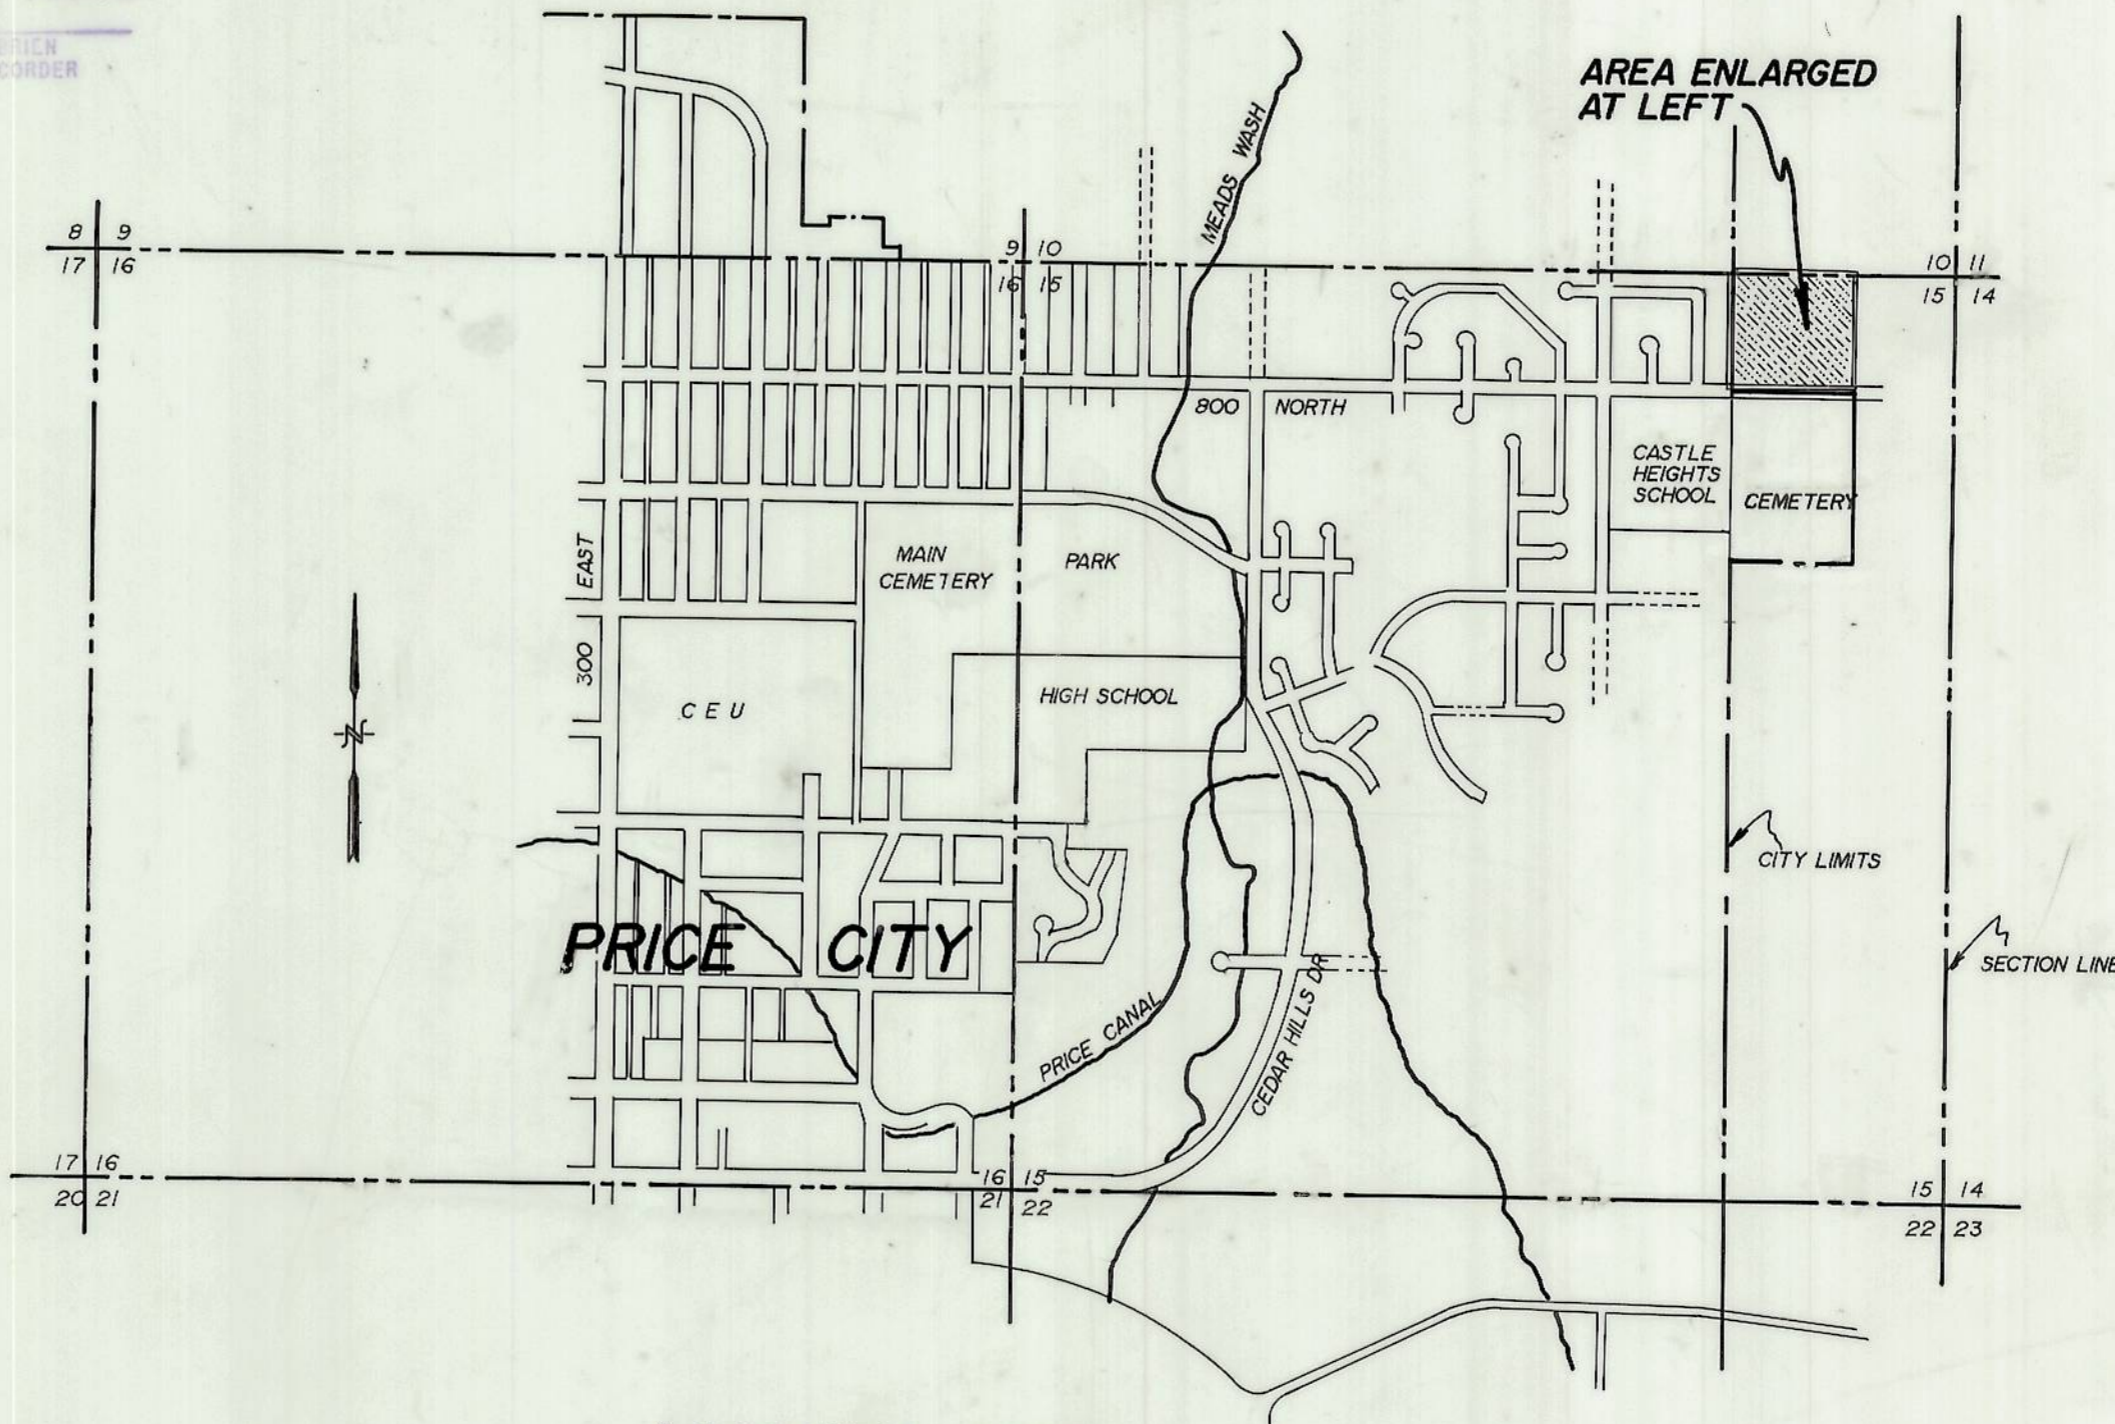 AREA ENLARGED
AT LEFT
MEADS WASH
8 9
17 16
9 10
16 15
10 11
15 14
800 NORTH
CASTLE
HEIGHTS
SCHOOL
CEMETERY
MAIN
CEMETERY
PARK
300 EAST
N
CEU
HIGH SCHOOL
CITY LIMITS
PRICE CITY
SECTION LINE
PRICE CANAL
CEDAR HILLS DR
17 16
20 21
16 15
21 22
15 14
22 23